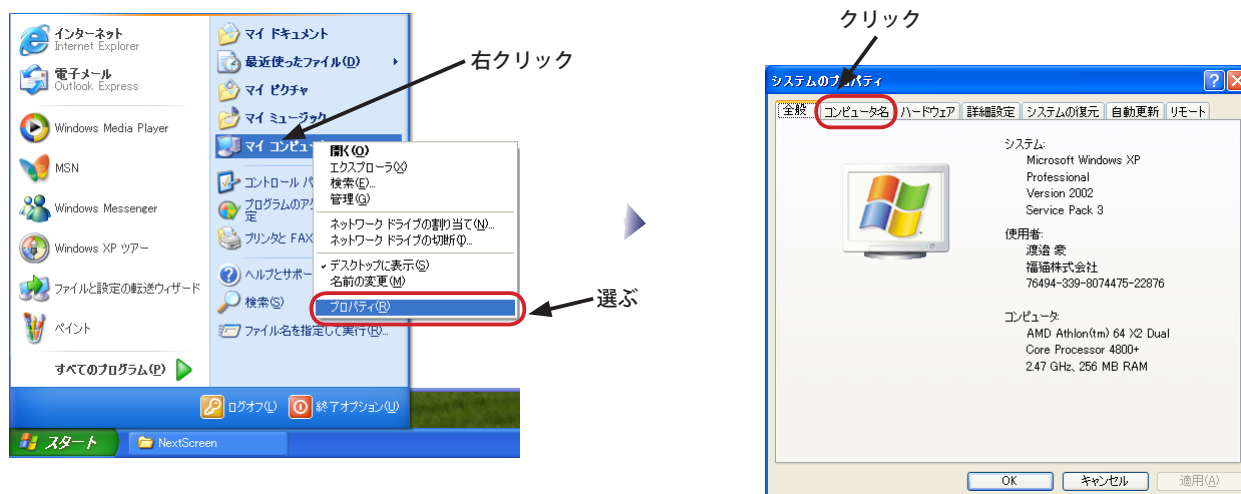 インターネット
Internet Explorer
電子メール
Outlook Express
Windows Media Player
MSN
Windows Messenger
Windows XP ツアー
ファイルと設定の転送ウィザード
ペイント
すべてのプログラム(P)
マイ ドキュメント
最近使ったファイル(D)
マイ ピクチャ
マイ ミュージック
マイ コンピュ
コントロール パ
プログラムのア
定
プリンタと FAX
ヘルプとサポー
検索(S)
ファイル名を指定して実行(R)...
開く(O)
エクスプローラ(X)
検索(E)...
管理(G)
ネットワーク ドライブの割り当て(N)...
ネットワーク ドライブの切断(I)...
デスクトップに表示(S)
名前の変更(M)
プロパティ(R)
ログオフ(L)
終了オプション(U)
スタート
NextScreen
右クリック
選ぶ
クリック
システムのプロパティ
全般
コンピュータ名
ハードウェア
詳細設定
システムの復元
自動更新
リモート
システム:
Microsoft Windows XP
Professional
Version 2002
Service Pack 3
使用者:
渡邉 豪
福猫株式会社
76494-339-8074475-22876
コンピュータ:
AMD Athlon(tm) 64 X2 Dual
Core Processor 4800+
2.47 GHz、256 MB RAM
OK
キャンセル
適用(A)